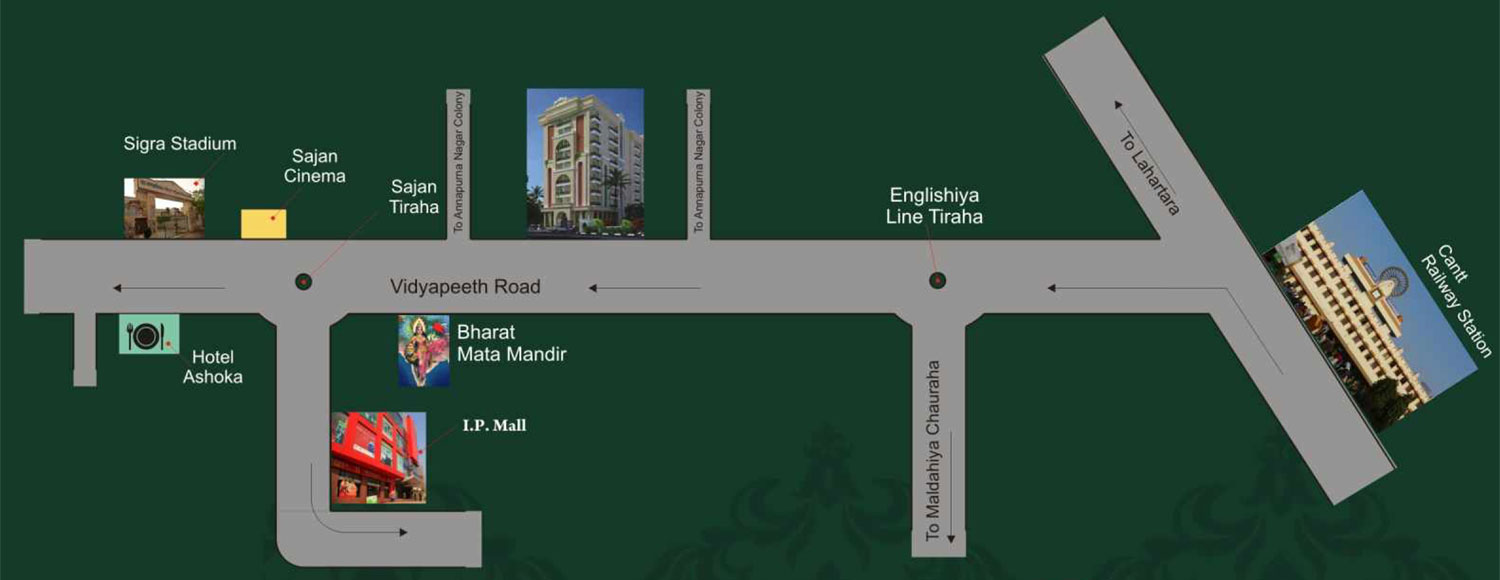 Sigra Stadium
Sajan
Cinema
Sajan
Tiraha
To Annapurna Nagar Colony
To Annapurna Nagar Colony
Englishiya
Line Tiraha
To Lahartara
Cantt
Railway Station
Vidyapeeth Road
Hotel
Ashoka
Bharat
Mata Mandir
I.P. Mall
To Maldahiya Chauraha